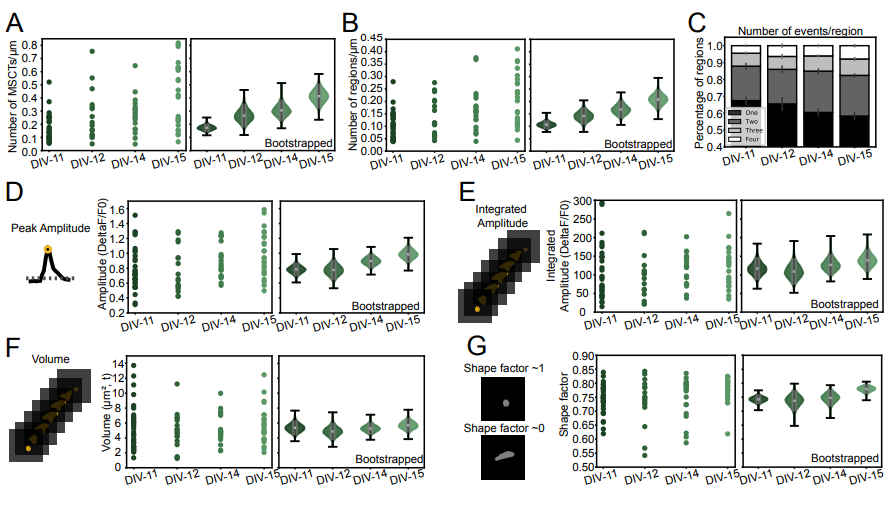 A
Number of MSCTs/µm
0.8
0.7
0.6
0.5
0.4
0.3
0.2
0.1
0.0
DIV-11
DIV-12
DIV-14
DIV-15
Bootstrapped
DIV-11
DIV-12
DIV-14
DIV-15
B
Number of regions/µm
0.45
0.40
0.35
0.30
0.25
0.20
0.15
0.10
0.05
0.00
DIV-11
DIV-12
DIV-14
DIV-15
Bootstrapped
DIV-11
DIV-12
DIV-14
DIV-15
C
Number of events/region
Percentage of regions
1.0
0.9
0.8
0.7
0.6
0.5
0.4
One
Two
Three
Four
DIV-11
DIV-12
DIV-14
DIV-15
D
Peak Amplitude
Amplitude (DeltaF/F0)
1.6
1.4
1.2
1.0
0.8
0.6
0.4
0.2
DIV-11
DIV-12
DIV-14
DIV-15
Bootstrapped
DIV-11
DIV-12
DIV-14
DIV-15
E
Integrated
Amplitude
Integrated
Amplitude (DeltaF/F0)
300
250
200
150
100
50
0
DIV-11
DIV-12
DIV-14
DIV-15
Bootstrapped
DIV-11
DIV-12
DIV-14
DIV-15
F
Volume
Volume (µm², t)
14
12
10
8
6
4
2
0
DIV-11
DIV-12
DIV-14
DIV-15
Bootstrapped
DIV-11
DIV-12
DIV-14
DIV-15
G
Shape factor ~1
Shape factor ~0
Shape factor
0.90
0.85
0.80
0.75
0.70
0.65
0.60
0.55
0.50
DIV-11
DIV-12
DIV-14
DIV-15
Bootstrapped
DIV-11
DIV-12
DIV-14
DIV-15